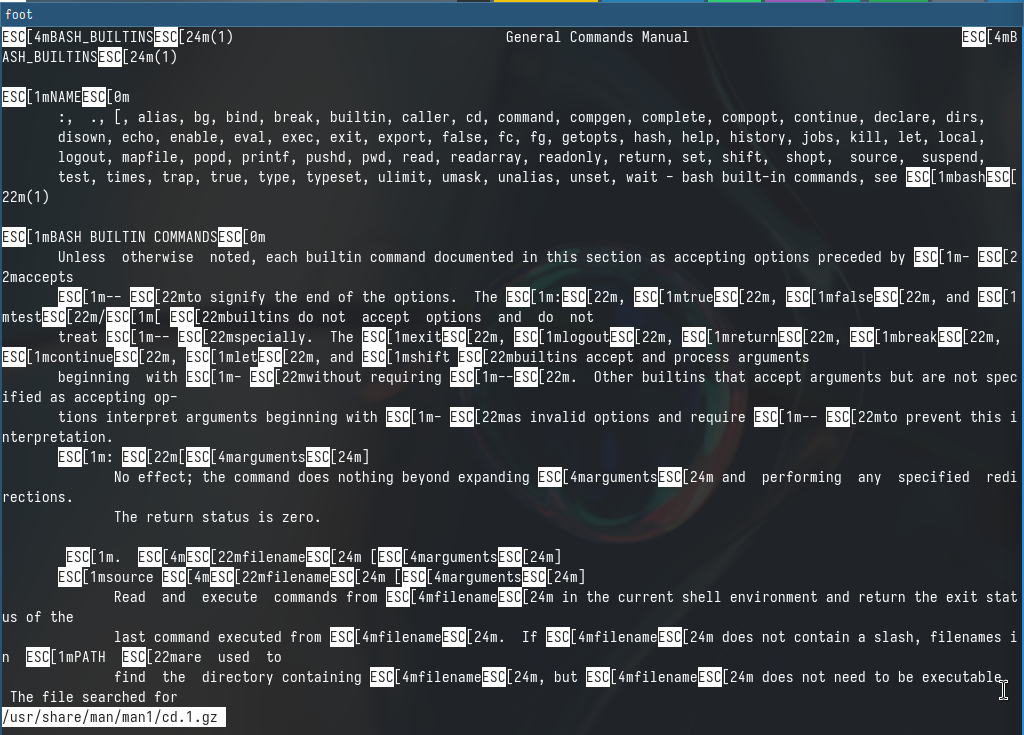 foot
ESC[4mBASH_BUILTINSESC[24m(1)                                  General Commands Manual                                  ESC[4mB
ASH_BUILTINSESC[24m(1)
ESC[1mNAMEESC[0m
:,  ., [, alias, bg, bind, break, builtin, caller, cd, command, compgen, complete, compopt, continue, declare, dirs,
disown, echo, enable, eval, exec, exit, export, false, fc, fg, getopts, hash, help, history, jobs, kill, let, local,
logout, mapfile, popd, printf, pushd, pwd, read, readarray, readonly, return, set, shift,  shopt,  source,  suspend,
test, times, trap, true, type, typeset, ulimit, umask, unalias, unset, wait - bash built-in commands, see ESC[1mbashESC[
22m(1)
ESC[1mBASH BUILTIN COMMANDSESC[0m
Unless  otherwise  noted, each builtin command documented in this section as accepting options preceded by ESC[1m- ESC[2
2maccepts
ESC[1m-- ESC[22mto signify the end of the options.  The ESC[1m:ESC[22m, ESC[1mtrueESC[22m, ESC[1mfalseESC[22m, and ESC[1
mtestESC[22m/ESC[1m[ ESC[22mbuiltins do not  accept  options  and  do  not
treat ESC[1m-- ESC[22mspecially.  The ESC[1mexitESC[22m, ESC[1mlogoutESC[22m, ESC[1mreturnESC[22m, ESC[1mbreakESC[22m,
ESC[1mcontinueESC[22m, ESC[1mletESC[22m, and ESC[1mshift ESC[22mbuiltins accept and process arguments
beginning  with ESC[1m- ESC[22mwithout requiring ESC[1m--ESC[22m.  Other builtins that accept arguments but are not spec
ified as accepting op-
tions interpret arguments beginning with ESC[1m- ESC[22mas invalid options and require ESC[1m-- ESC[22mto prevent this i
nterpretation.
ESC[1m: ESC[22m[ESC[4margumentsESC[24m]
No effect; the command does nothing beyond expanding ESC[4margumentsESC[24m and  performing  any  specified  redi
rections.
The return status is zero.
ESC[1m.  ESC[4mESC[22mfilenameESC[24m [ESC[4margumentsESC[24m]
ESC[1msource ESC[4mESC[22mfilenameESC[24m [ESC[4margumentsESC[24m]
Read  and  execute  commands from ESC[4mfilenameESC[24m in the current shell environment and return the exit stat
us of the
last command executed from ESC[4mfilenameESC[24m.  If ESC[4mfilenameESC[24m does not contain a slash, filenames i
n  ESC[1mPATH  ESC[22mare  used  to
find  the  directory containing ESC[4mfilenameESC[24m, but ESC[4mfilenameESC[24m does not need to be executable.
The file searched for
/usr/share/man/man1/cd.1.gz